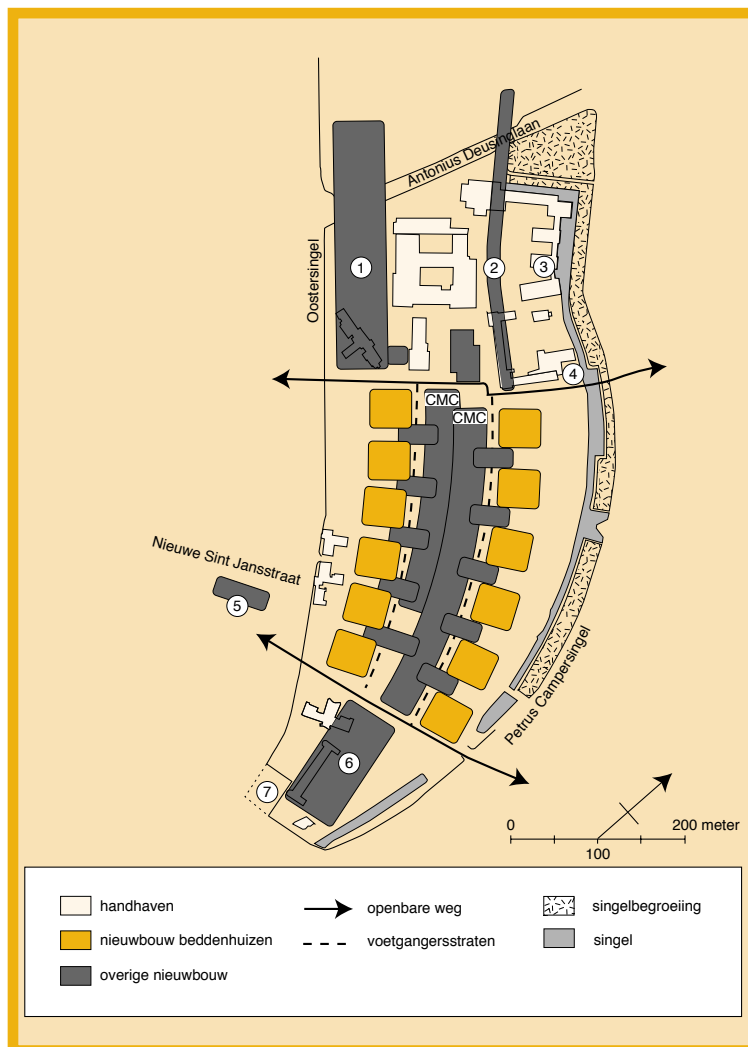 Antonius Deusinglaan
Oostersingel
1
2
3
4
CMC
CMC
Nieuwe Sint Jansstraat
5
Petrus Campersingel
6
7
0
200 meter
100
handhaven
openbare weg
singelbegroeiing
nieuwbouw beddenhuizen
voetgangersstraten
singel
overige nieuwbouw